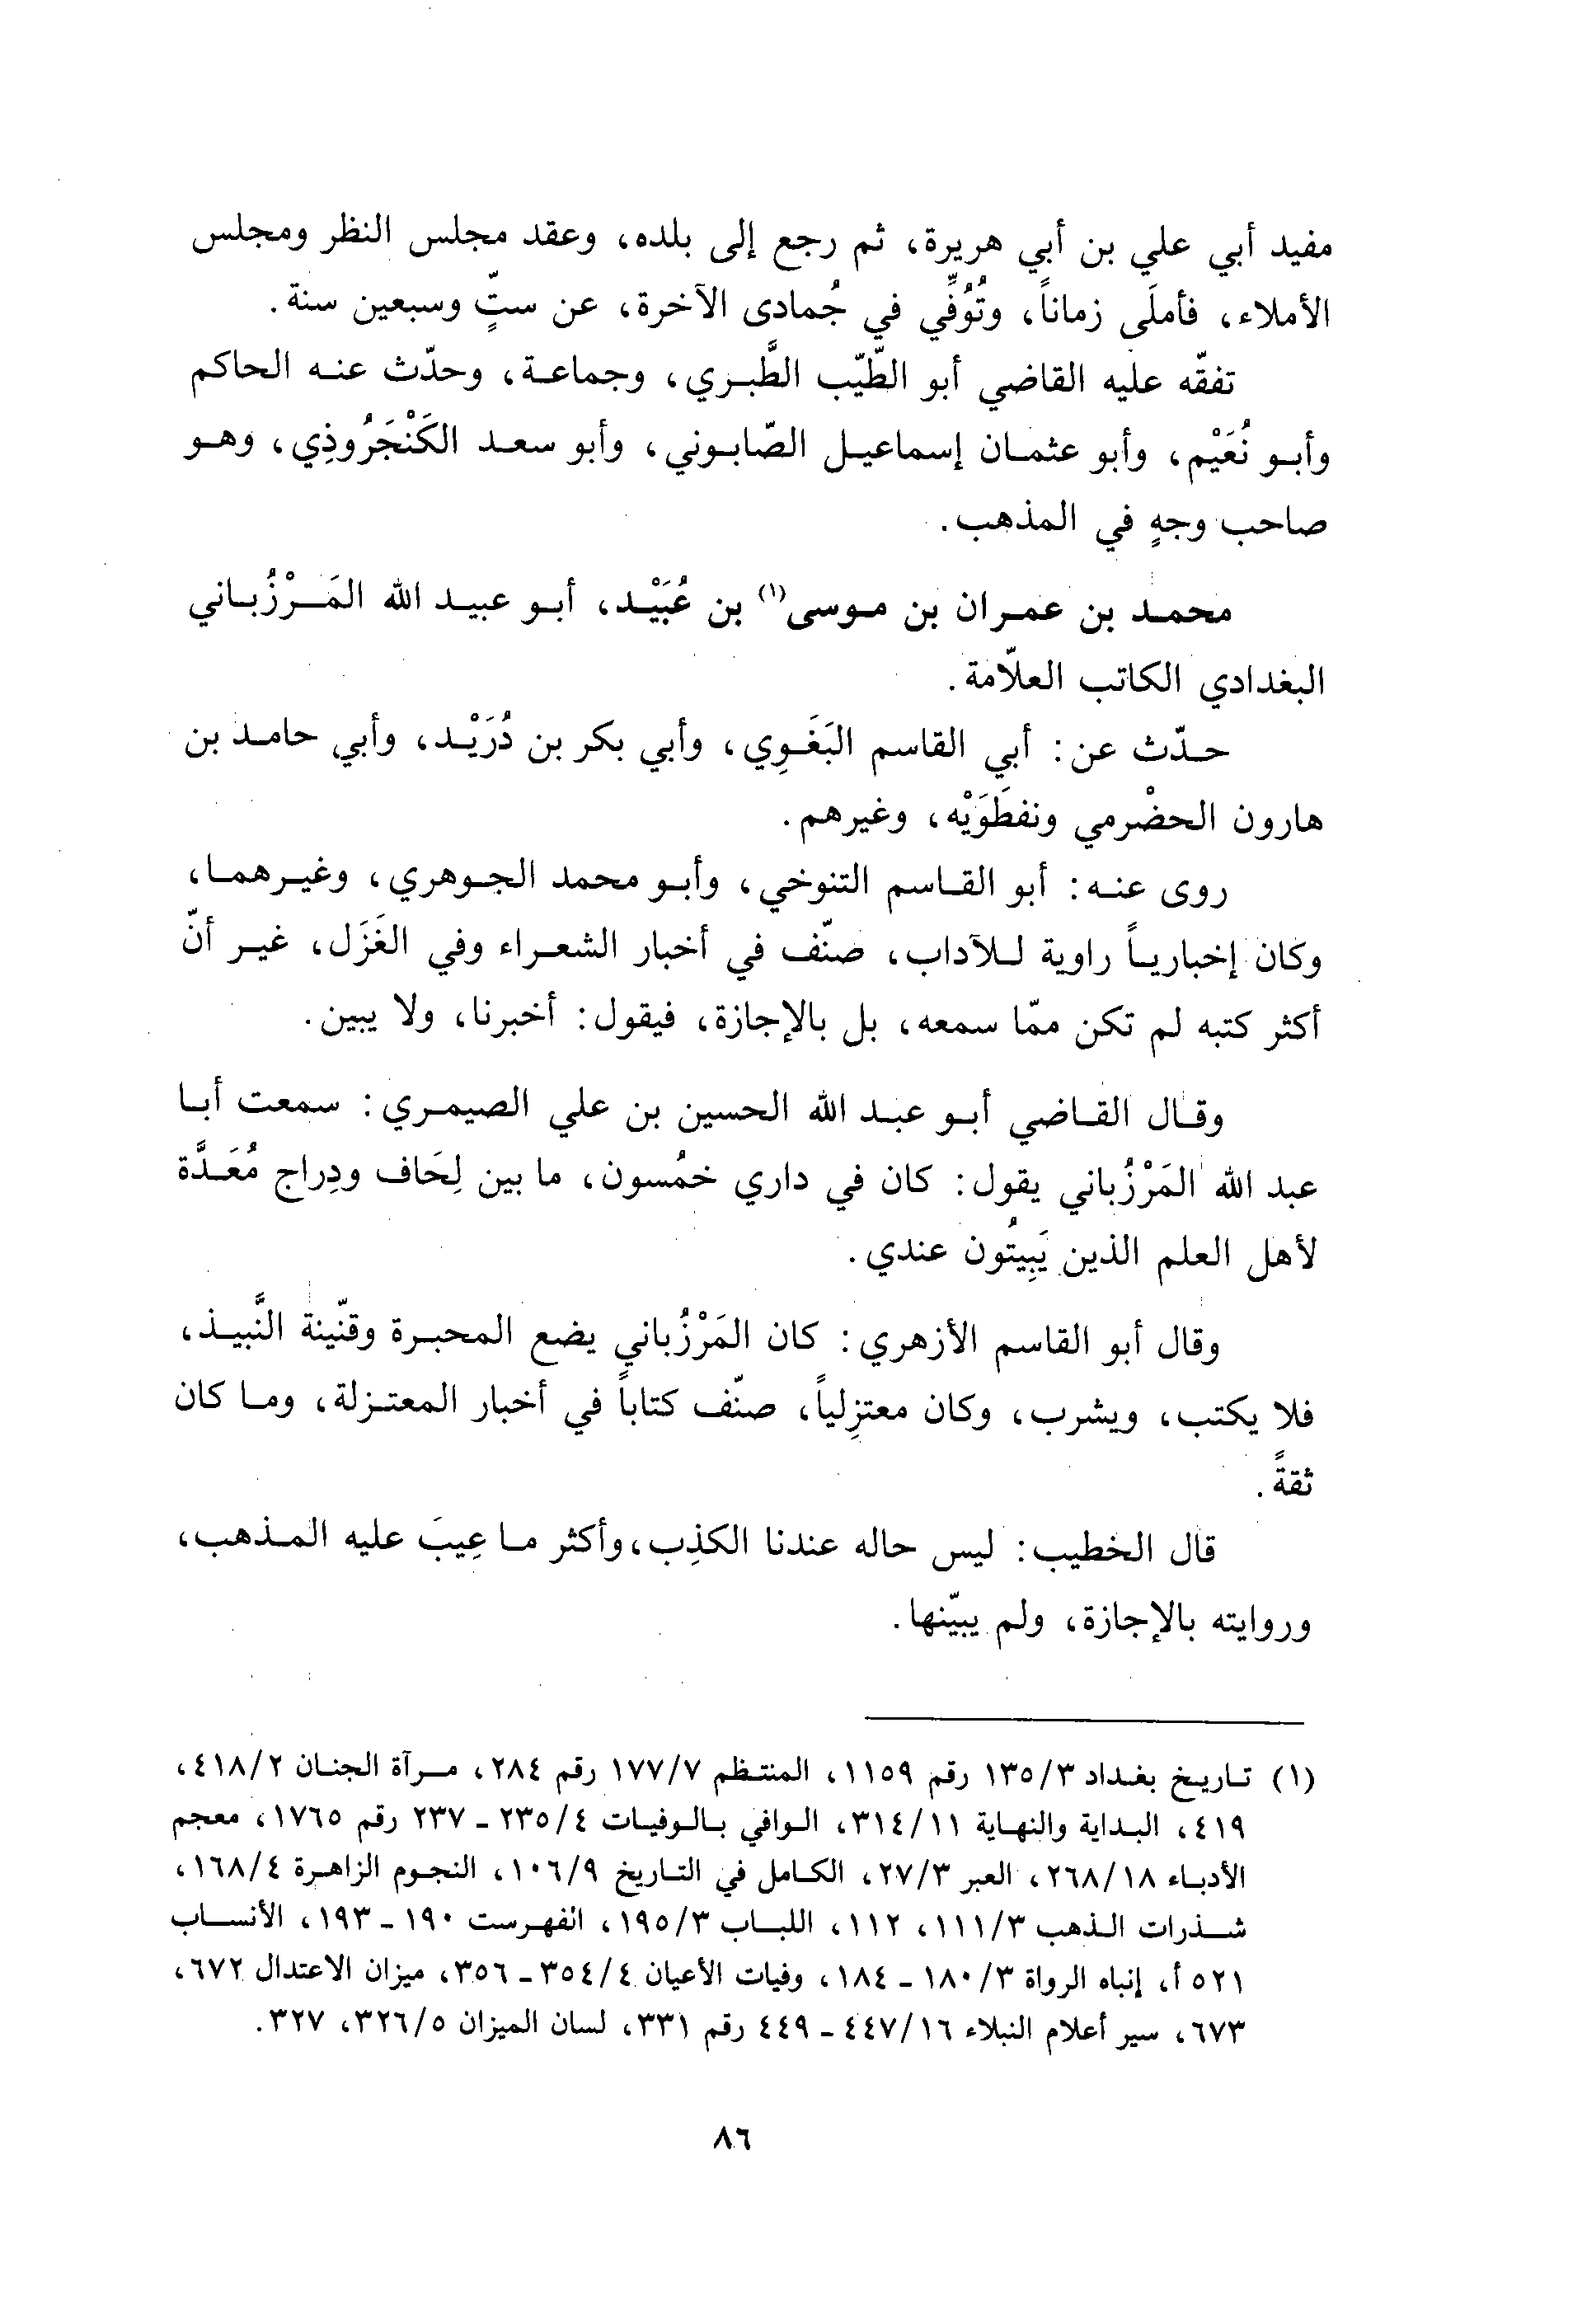 مفيد أبي علي بن أبي هريرة، ثم رجع إلى بلده، وعقد مجلس النظر ومجلس
الأملاء، فأملَى زماناً، وتُوُفِّي في جُمادى الآخرة، عن ستٍّ وسبعين سنة.
تفقّه عليه القاضي أبو الطّيّب الطَّبري، وجماعة، وحدّث عنه الحاكم
وأبو نُعَيْم، وأبو عثمان إسماعيل الصّابوني، وأبو سعد الكَنْجَرُوذِي، وهو
صاحب وجهٍ في المذهب.
محمد بن عمران بن موسى(١) بن عُبَيْد، أبو عبيد الله المَرْزُباني
البغدادي الكاتب العلاّمة.
حدّث عن: أبي القاسم البَغَوِي، وأبي بكر بن دُرَيْد، وأبي حامد بن
هارون الحضْرمي ونفطَوَيْه، وغيرهم.
روى عنه: أبو القاسم التنوخي، وأبو محمد الجوهري، وغيرهما،
وكان إخبارياً راوية للآداب، صنّف في أخبار الشعراء وفي الغَزَل، غير أنّ
أكثر كتبه لم تكن ممّا سمعه، بل بالإجازة، فيقول: أخبرنا، ولا يبين.
وقال القاضي أبو عبد الله الحسين بن علي الصيمري: سمعت أبا
عبد الله المَرْزُباني يقول: كان في داري خمُسون، ما بين لِحَاف ودِراج مُعَدَّة
لأهل العلم الذين يَبِيتُون عندي.
وقال أبو القاسم الأزهري: كان المَرْزُباني يضع المحبرة وقنّينة النَّبيذ،
فلا يكتب، ويشرب، وكان معتزِلياً، صنّف كتاباً في أخبار المعتزلة، وما كان
ثقةً.
قال الخطيب: ليس حاله عندنا الكذِب، وأكثر ما عِيبَ عليه المذهب،
وروايته بالإجازة، ولم يبيّنها.
(١) تاريخ بغداد ١٣٥/٣ رقم ١١٥٩، المنتظم ١٧٧/٧ رقم ٢٨٤، مرآة الجنان ٤١٨/٢،
٤١٩، البداية والنهاية ٣١٤/١١، الوافي بالوفيات ٢٣٥/٤ - ٢٣٧ رقم ١٧٦٥، معجم
الأدباء ٢٦٨/١٨، العبر ٢٧/٣، الكامل في التاريخ ١٠٦/٩، النجوم الزاهرة ١٦٨/٤،
شذرات الذهب ١١١/٣، ١١٢، اللباب ١٩٥/٣، الفهرست ١٩٠ - ١٩٣، الأنساب
٥٢١ أ، إنباه الرواة ١٨٠/٣ - ١٨٤، وفيات الأعيان ٣٥٤/٤ - ٣٥٦، ميزان الاعتدال ٦٧٢،
٦٧٣، سير أعلام النبلاء ٤٤٧/١٦ - ٤٤٩ رقم ٣٣١، لسان الميزان ٣٢٦/٥، ٣٢٧.
٨٦